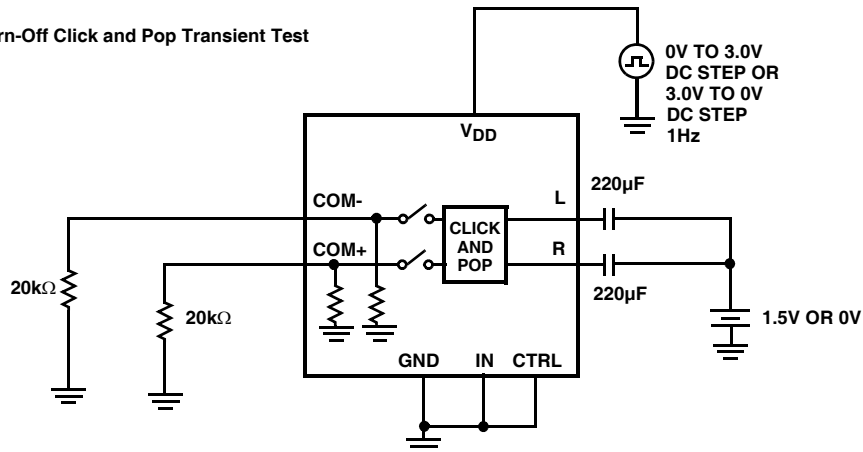 rn-Off Click and Pop Transient Test
0V TO 3.0V
DC STEP OR
3.0V TO 0V
DC STEP
1Hz
VDD
COM-
L
220µF
CLICK
AND
POP
COM+
R
220µF
20kΩ
20kΩ
1.5V OR 0V
GND IN CTRL